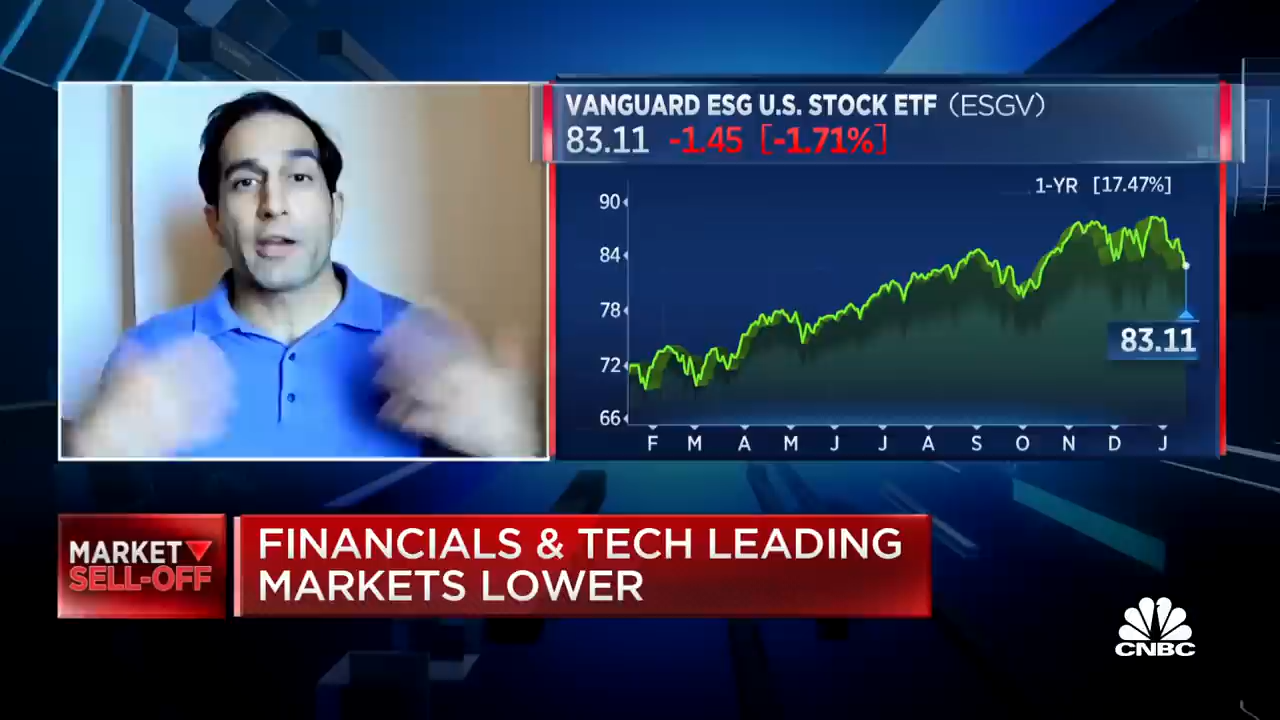 VANGUARD ESG U.S. STOCK ETF (ESGV)
83.11 -1.45 [-1.71%]
1-YR [17.47%]
90
84
78
72
66
83.11
F M A M J J A S O N D J
MARKET
SELL-OFF
FINANCIALS & TECH LEADING
MARKETS LOWER
CNBC